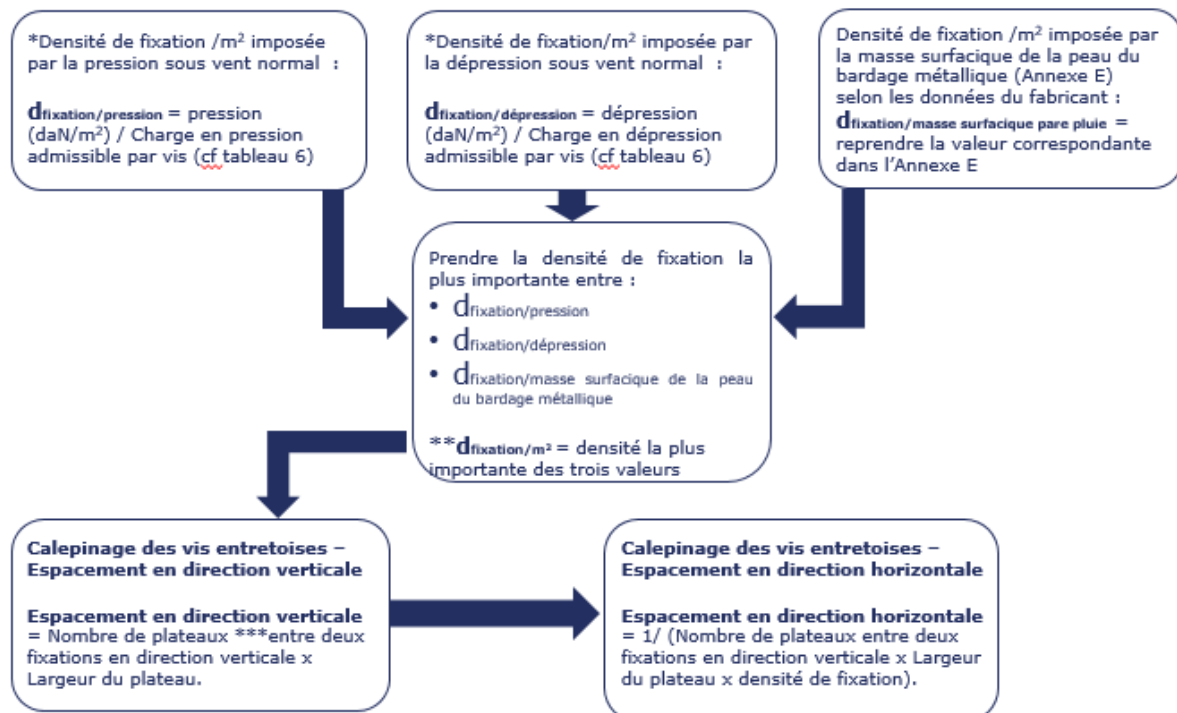 *Densité de fixation /m² imposée
par la pression sous vent normal :
dfixation/pression = pression
(daN/m²) / Charge en pression
admissible par vis (cf tableau 6)
*Densité de fixation/m² imposée par
la dépression sous vent normal :
dfixation/dépression = dépression
(daN/m²) / Charge en dépression
admissible par vis (cf tableau 6)
Densité de fixation /m² imposée par
la masse surfacique de la peau du
bardage métallique (Annexe E)
selon les données du fabricant :
dfixation/masse surfacique pare pluie =
reprendre la valeur correspondante
dans l'Annexe E
Prendre la densité de fixation la
plus importante entre :
• dfixation/pression
• dfixation/dépression
• dfixation/masse surfacique de la peau
du bardage métallique
**dfixation/m² = densité la plus
importante des trois valeurs
Calepinage des vis entretoises –
Espacement en direction verticale
Espacement en direction verticale
= Nombre de plateaux ***entre deux
fixations en direction verticale x
Largeur du plateau.
Calepinage des vis entretoises –
Espacement en direction horizontale
Espacement en direction horizontale
= 1/ (Nombre de plateaux entre deux
fixations en direction verticale x Largeur
du plateau x densité de fixation).